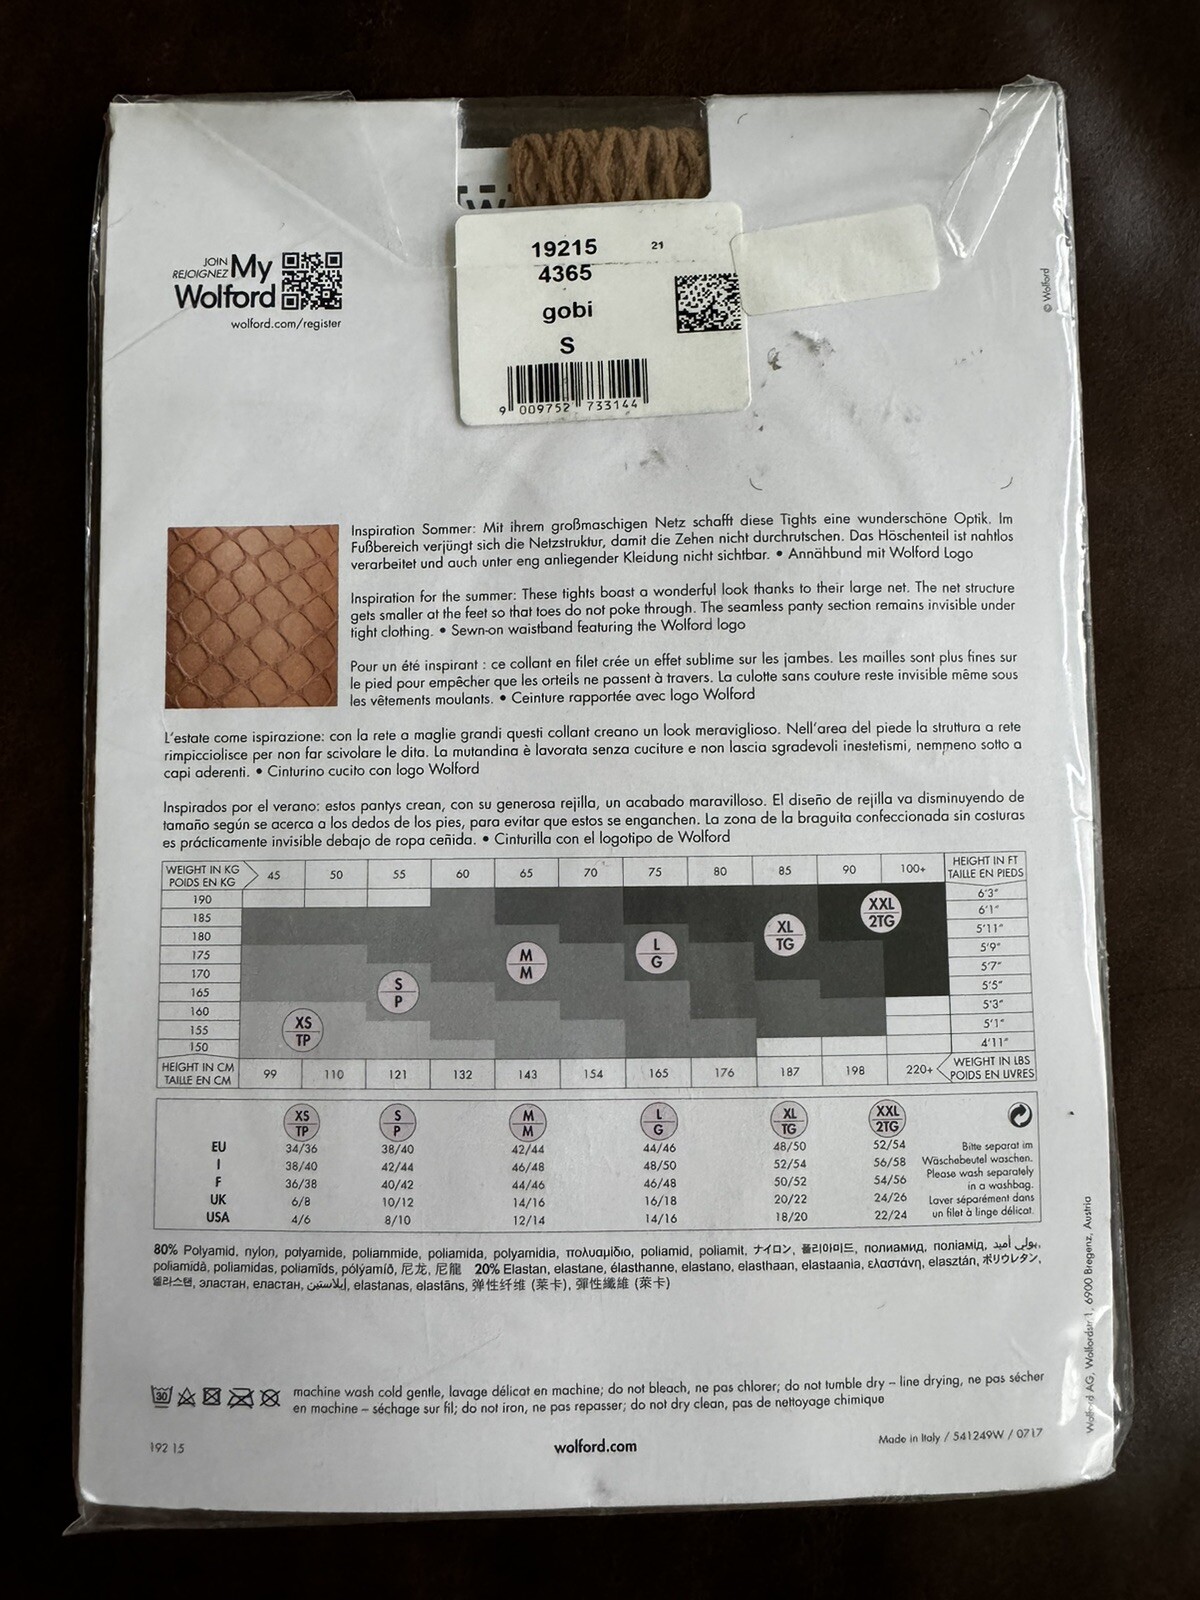 W
19215
21
4365
gobi
S
9 009752 733144
JOIN
REJOIGNEZ My
Wolford
wolford.com/register
© Wolford
Inspiration Sommer: Mit ihrem großmaschigen Netz schafft diese Tights eine wunderschöne Optik. Im
Fußbereich verjüngt sich die Netzstruktur, damit die Zehen nicht durchrutschen. Das Höschenteil ist nahtlos
verarbeitet und auch unter eng anliegender Kleidung nicht sichtbar. • Annähbund mit Wolford Logo
Inspiration for the summer: These tights boast a wonderful look thanks to their large net. The net structure
gets smaller at the feet so that toes do not poke through. The seamless panty section remains invisible under
tight clothing. • Sewn-on waistband featuring the Wolford logo
Pour un été inspirant : ce collant en filet crée un effet sublime sur les jambes. Les mailles sont plus fines sur
le pied pour empêcher que les orteils ne passent à travers. La culotte sans couture reste invisible même sous
les vêtements moulants. • Ceinture rapportée avec logo Wolford
L'estate come ispirazione: con la rete a maglie grandi questi collant creano un look meraviglioso. Nell'area del piede la struttura a rete
rimpicciolisce per non far scivolare le dita. La mutandina è lavorata senza cuciture e non lascia sgradevoli inestetismi, nemmeno sotto a
capi aderenti. • Cinturino cucito con logo Wolford
Inspirados por el verano: estos pantys crean, con su generosa rejilla, un acabado maravilloso. El diseño de rejilla va disminuyendo de
tamaño según se acerca a los dedos de los pies, para evitar que estos se enganchen. La zona de la braguita confeccionada sin costuras
es prácticamente invisible debajo de ropa ceñida. • Cinturilla con el logotipo de Wolford
WEIGHT IN KG
POIDS EN KG
45 50 55 60 65 70 75 80 85 90 100+
HEIGHT IN FT
TAILLE EN PIEDS
190 6'3"
185 6'1"
180 5'11"
175 5'9"
170 5'7"
165 5'5"
160 5'3"
155 5'1"
150 4'11"
XS
TP
S
P
M
M
L
G
XL
TG
XXL
2TG
HEIGHT IN CM
TAILLE EN CM
99 110 121 132 143 154 165 176 187 198 220+
WEIGHT IN LBS
POIDS EN LIVRES
XS S M L XL XXL
TP P M G TG 2TG
EU 34/36 38/40 42/44 44/46 48/50 52/54
I 38/40 42/44 46/48 48/50 52/54 56/58
F 36/38 40/42 44/46 46/48 50/52 54/56
UK 6/8 10/12 14/16 16/18 20/22 24/26
USA 4/6 8/10 12/14 14/16 18/20 22/24
Bitte separat im
Wäschebeutel waschen.
Please wash separately
in a washbag.
Laver séparément dans
un filet à linge délicat.
80% Polyamid, nylon, polyamide, poliammide, poliamida, polyamidia, πολυαμίδιο, poliamid, poliamit, ナイロン, 폴리아미드, полиамид, поліамід, بولي أميد,
poliamidă, poliamidas, poliamīds, pólýamíð, 尼龙, 尼龍 20% Elastan, elastane, élasthanne, elastano, elasthaan, elastaania, ελαστάνη, elasztán, ポリウレタン,
엘라스탠, эластан, еластан, إيلاستين, elastanas, elastāns, 弹性纤维 (莱卡), 彈性纖維 (萊卡)
30
machine wash cold gentle, lavage délicat en machine; do not bleach, ne pas chlorer; do not tumble dry – line drying, ne pas sécher
en machine – séchage sur fil; do not iron, ne pas repasser; do not dry clean, pas de nettoyage chimique
192 15
wolford.com
Made in Italy / 541249W / 0717
Wolford AG, Wolfordstr. 1, 6900 Bregenz, Austria